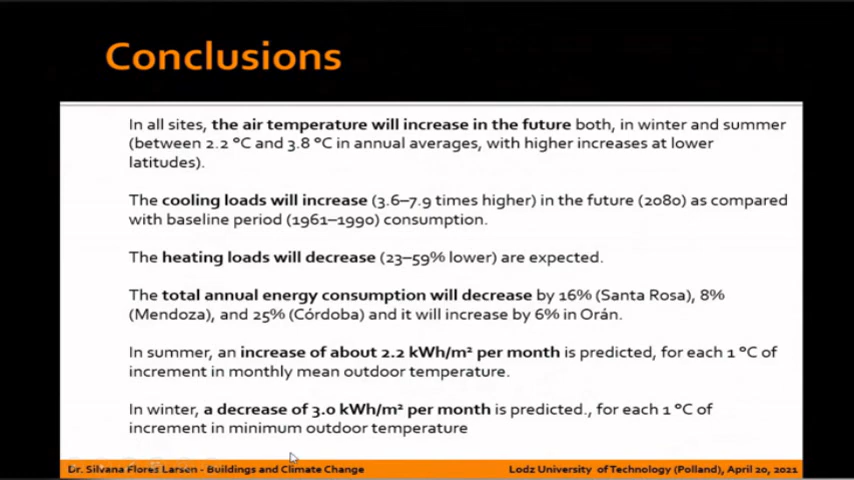 Conclusions
In all sites, the air temperature will increase in the future both, in winter and summer
(between 2.2 ºC and 3.8 ºC in annual averages, with higher increases at lower
latitudes).
The cooling loads will increase (3.6–7.9 times higher) in the future (2080) as compared
with baseline period (1961–1990) consumption.
The heating loads will decrease (23–59% lower) are expected.
The total annual energy consumption will decrease by 16% (Santa Rosa), 8%
(Mendoza), and 25% (Córdoba) and it will increase by 6% in Orán.
In summer, an increase of about 2.2 kWh/m² per month is predicted, for each 1 ºC of
increment in monthly mean outdoor temperature.
In winter, a decrease of 3.0 kWh/m² per month is predicted., for each 1 ºC of
increment in minimum outdoor temperature
Dr. Silvana Flores Larsen - Buildings and Climate Change
Lodz University of Technology (Polland), April 20, 2021